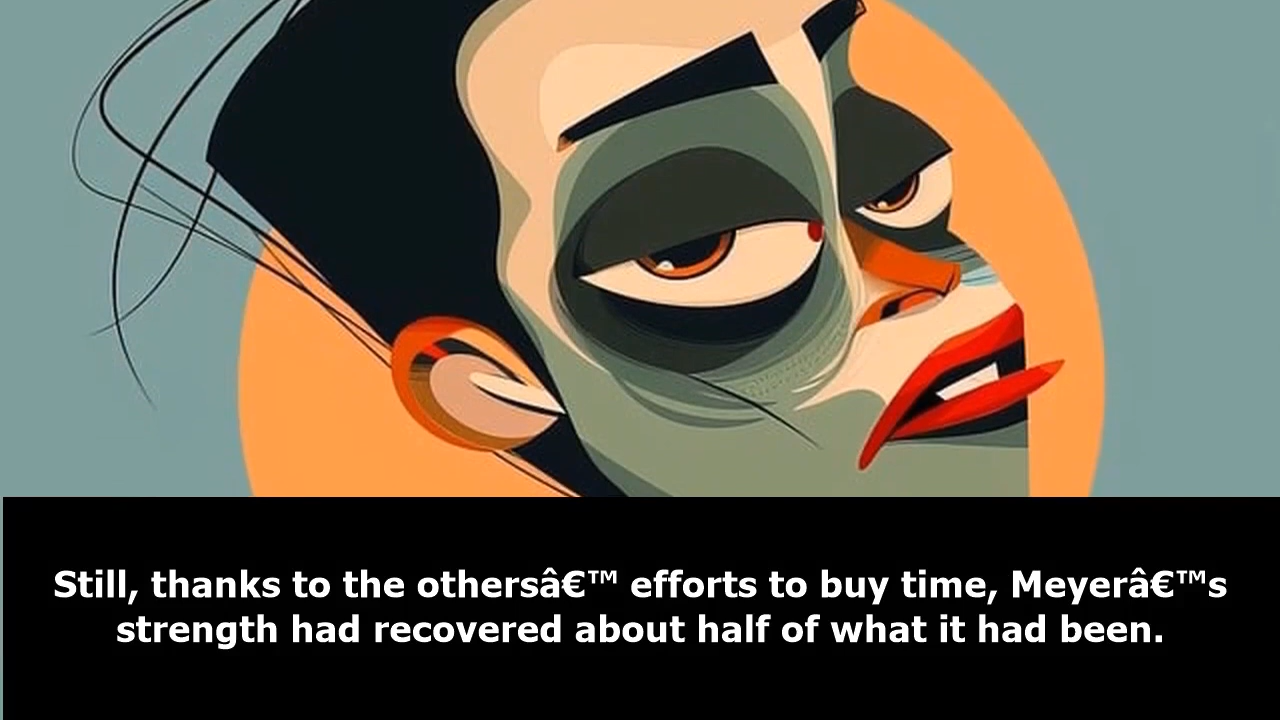 Still, thanks to the othersâ€™ efforts to buy time, Meyerâ€™s
strength had recovered about half of what it had been.